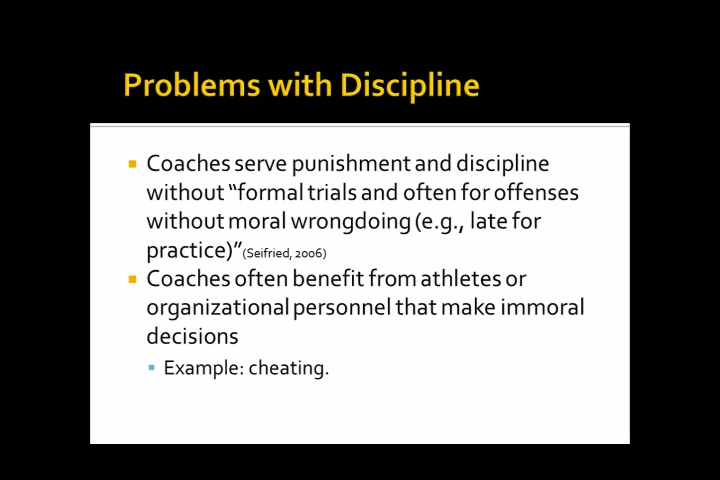 Problems with Discipline
Coaches serve punishment and discipline
without “formal trials and often for offenses
without moral wrongdoing (e.g., late for
practice)”(Seifried, 2006)
Coaches often benefit from athletes or
organizational personnel that make immoral
decisions
Example: cheating.